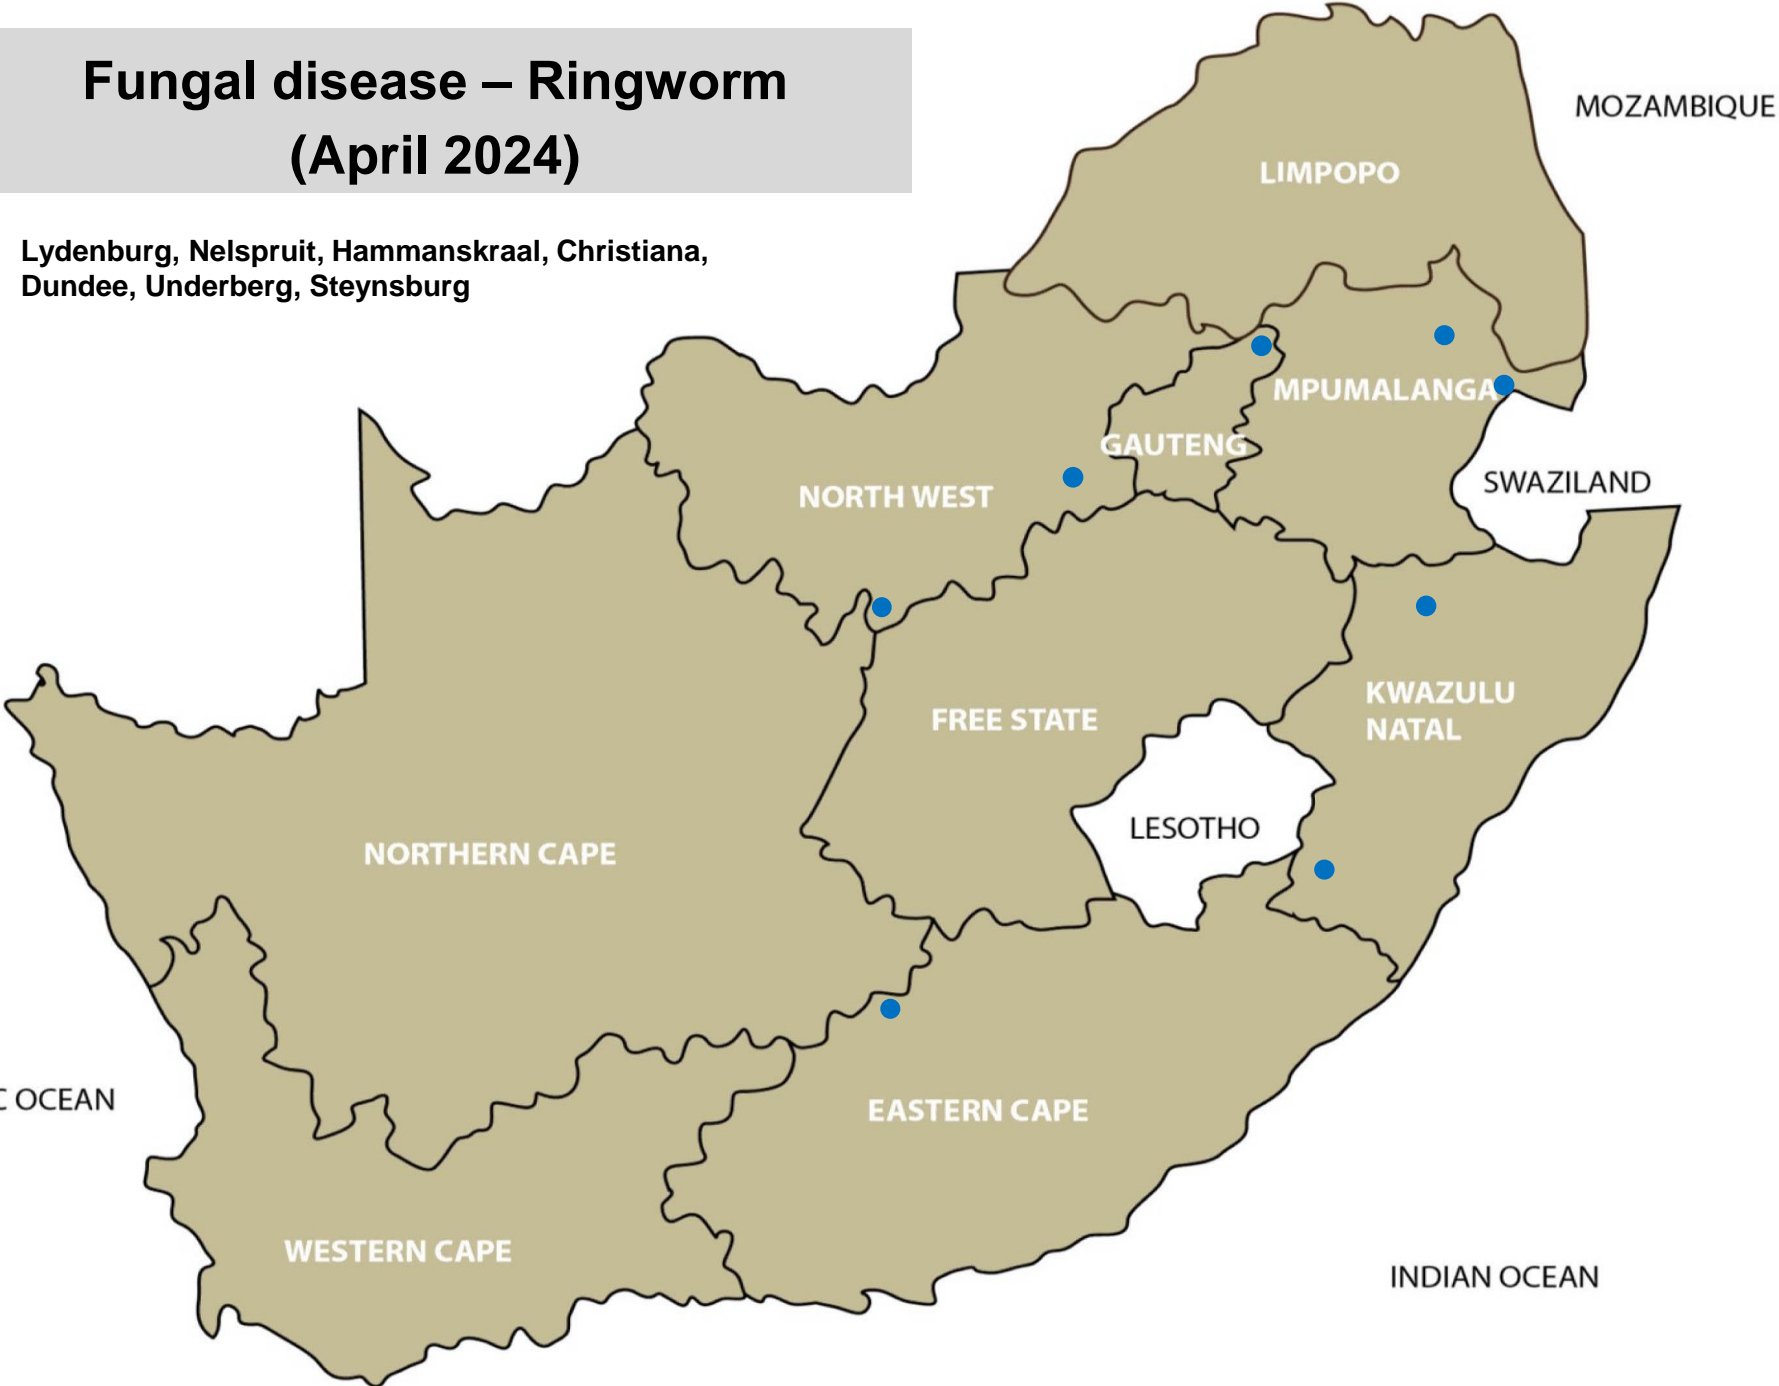 Fungal disease – Ringworm
(April 2024)
Lydenburg, Nelspruit, Hammanskraal, Christiana,
Dundee, Underberg, Steynsburg
MOZAMBIQUE
LIMPOPO
MPUMALANGA
GAUTENG
SWAZILAND
NORTH WEST
KWAZULU
NATAL
FREE STATE
LESOTHO
NORTHERN CAPE
C OCEAN
EASTERN CAPE
WESTERN CAPE
INDIAN OCEAN